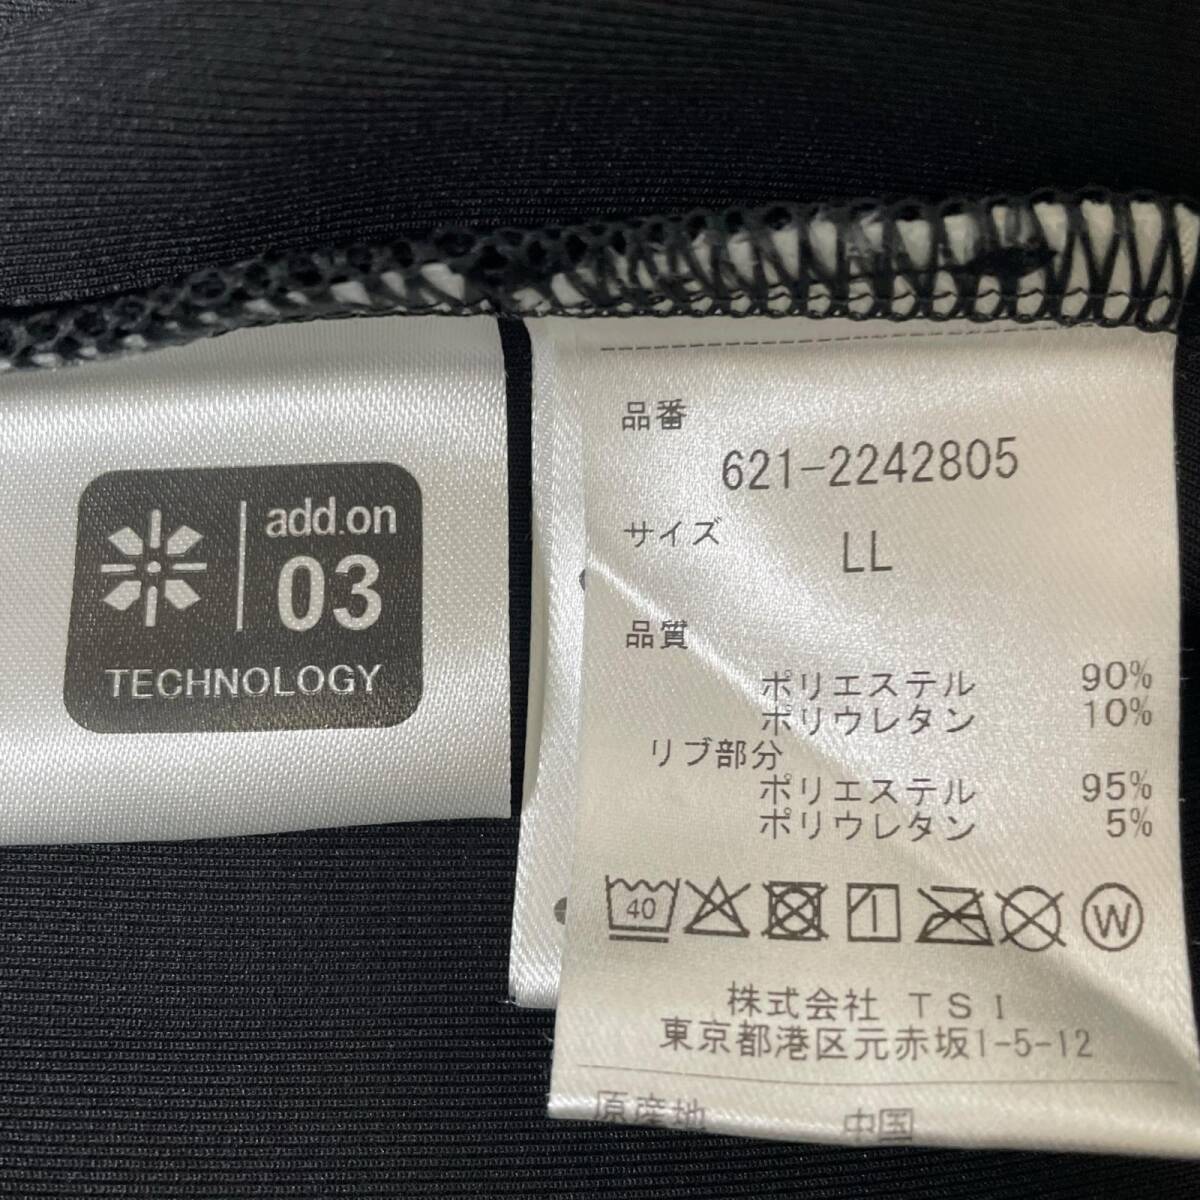 add.on
03
TECHNOLOGY
品番
621-2242805
サイズ
LL
品質
ポリエステル 90%
ポリウレタン 10%
リブ部分
ポリエステル 95%
ポリウレタン 5%
40
W
株式会社 TSI
東京都港区元赤坂1-5-12
原産地 中国